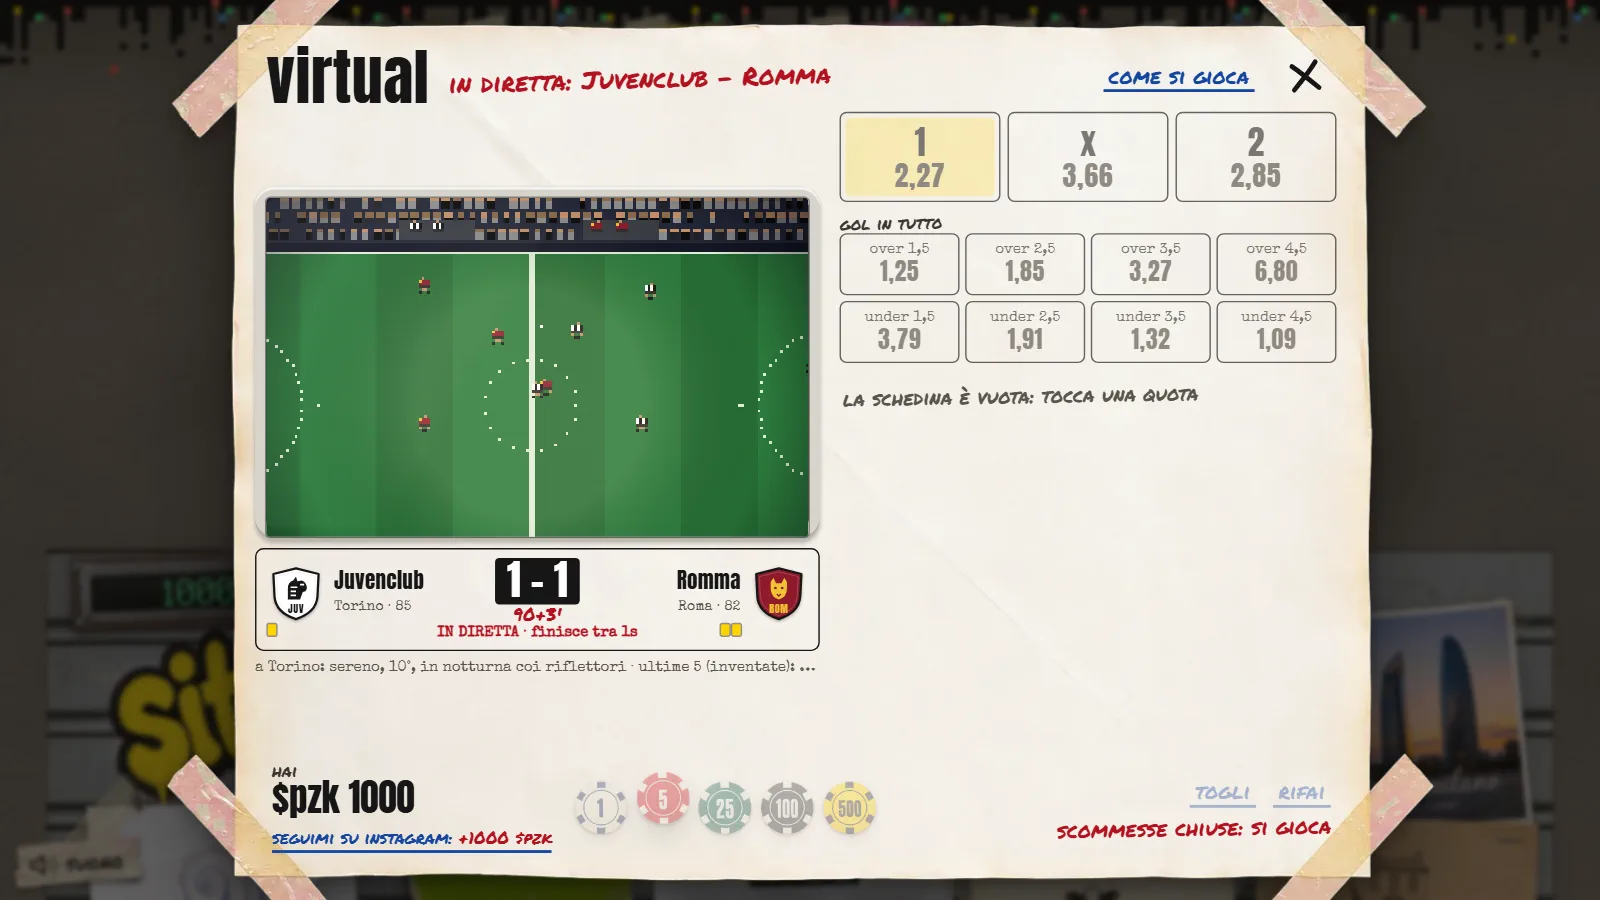 virtual
IN DIRETTA: JUVENCLUB – ROMMA
COME SI GIOCA
1
2,27
X
3,66
2
2,85
GOL IN TUTTO
over 1,5
1,25
over 2,5
1,85
over 3,5
3,27
over 4,5
6,80
under 1,5
3,79
under 2,5
1,91
under 3,5
1,32
under 4,5
1,09
LA SCHEDINA È VUOTA: TOCCA UNA QUOTA
JUV
Juvenclub
Torino · 85
1 - 1
90+3'
IN DIRETTA · finisce tra 1s
Romma
Roma · 82
ROM
a Torino: sereno, 10°, in notturna coi riflettori · ultime 5 (inventate): ...
HAI
$pzk 1000
SEGUIMI SU INSTAGRAM: +1000 $PZK
1
5
25
100
500
TOGLI
RIFAI
SCOMMESSE CHIUSE: SI GIOCA
1000